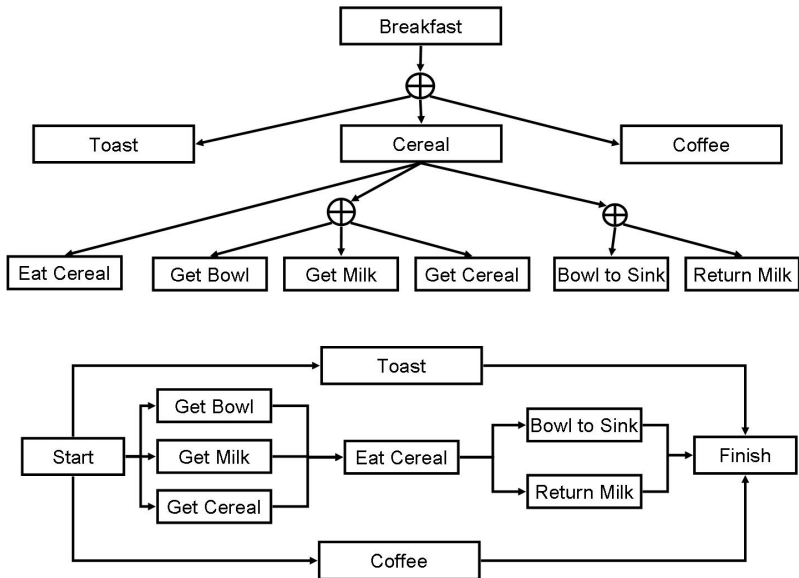 Breakfast
Toast
Cereal
Coffee
Eat Cereal
Get Bowl
Get Milk
Get Cereal
Bowl to Sink
Return Milk
Toast
Get Bowl
Bowl to Sink
Start
Get Milk
Eat Cereal
Finish
Get Cereal
Return Milk
Coffee